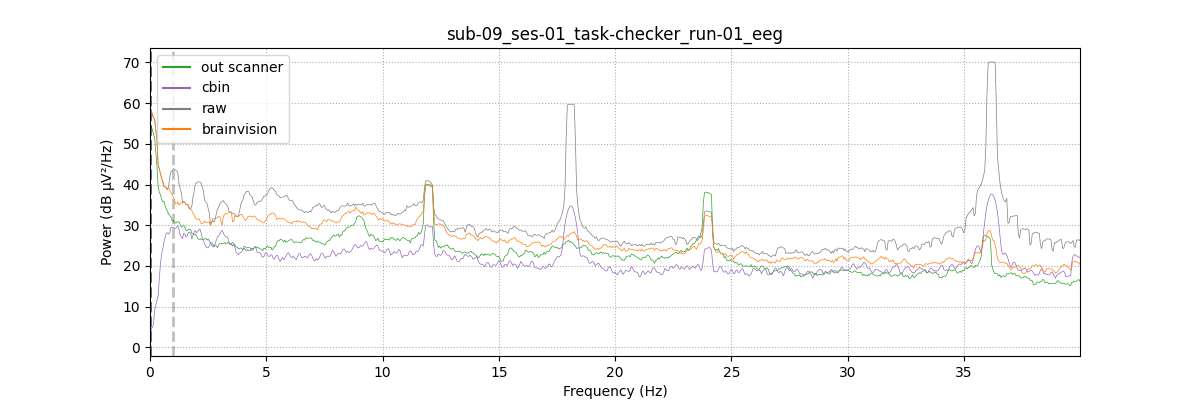 sub-09_ses-01_task-checker_run-01_eeg
Power (dB µV²/Hz)
70
60
50
40
30
20
10
0
out scanner
cbin
raw
brainvision
0 5 10 15 20 25 30 35
Frequency (Hz)